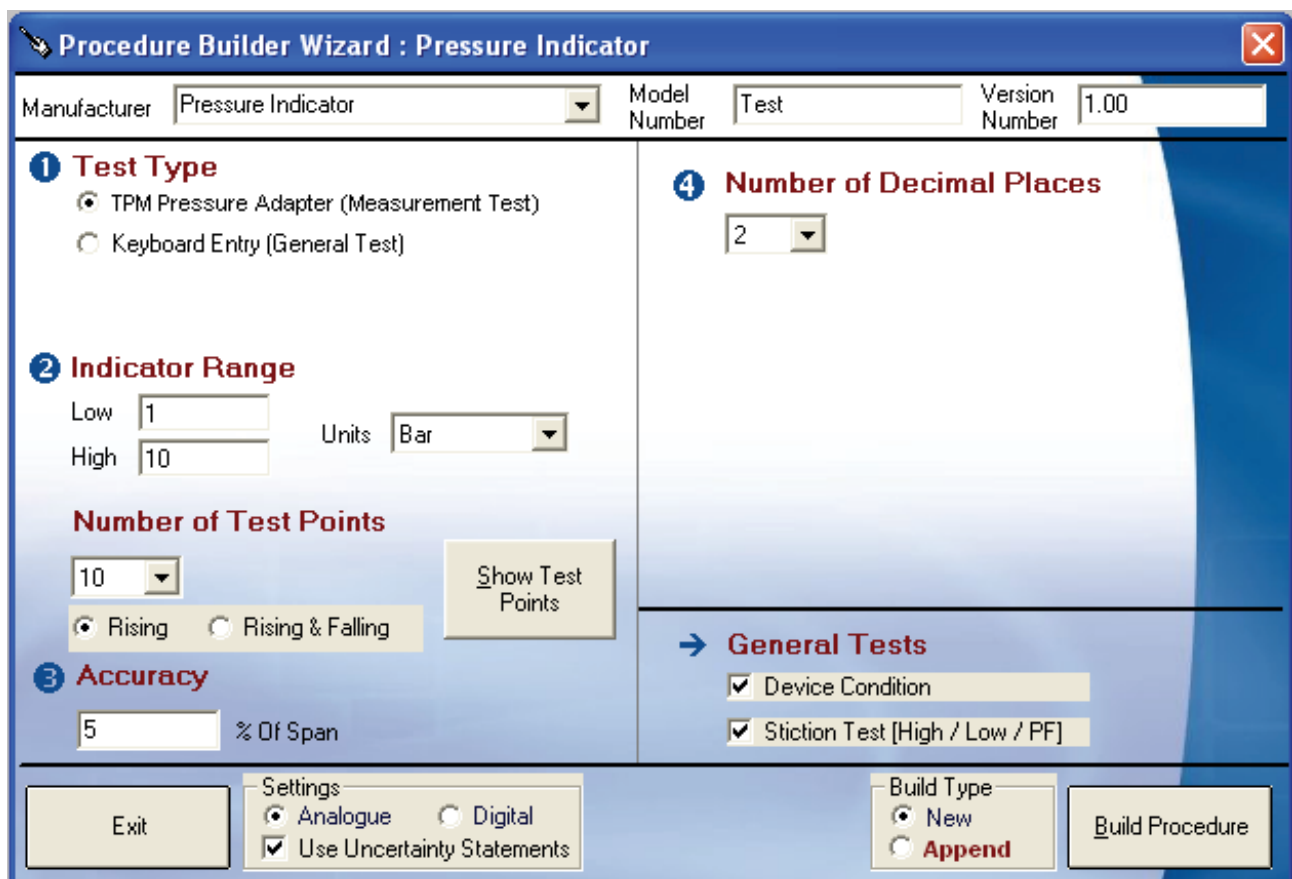 Procedure Builder Wizard : Pressure Indicator
Manufacturer Pressure Indicator Model Number Test Version Number 1.00
1 Test Type
TPM Pressure Adapter (Measurement Test)
Keyboard Entry (General Test)
2 Indicator Range
Low 1
High 10
Units Bar
Number of Test Points
10
Rising Rising & Falling
Show Test
Points
3 Accuracy
5 % Of Span
4 Number of Decimal Places
2
General Tests
Device Condition
Stiction Test [High / Low / PF]
Exit
Settings
Analogue Digital
Use Uncertainty Statements
Build Type
New
Append
Build Procedure